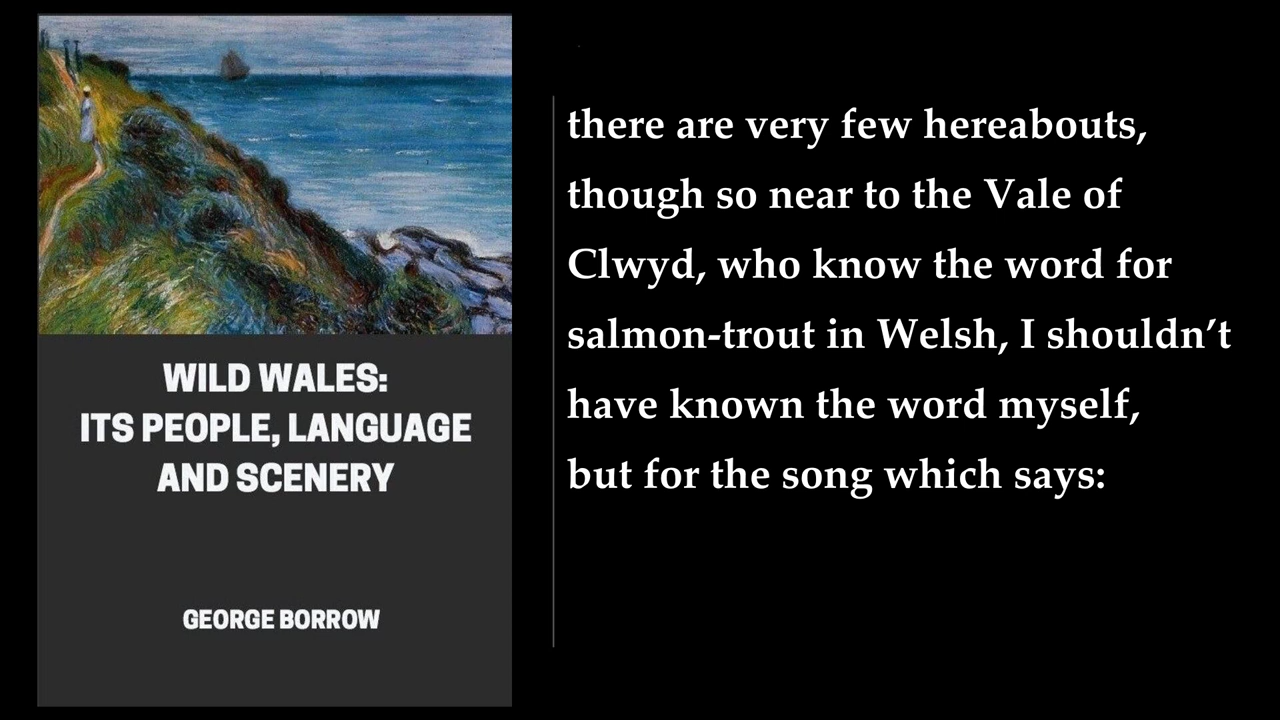 WILD WALES:
ITS PEOPLE, LANGUAGE
AND SCENERY
GEORGE BORROW
there are very few hereabouts,
though so near to the Vale of
Clwyd, who know the word for
salmon-trout in Welsh, I shouldn’t
have known the word myself,
but for the song which says: